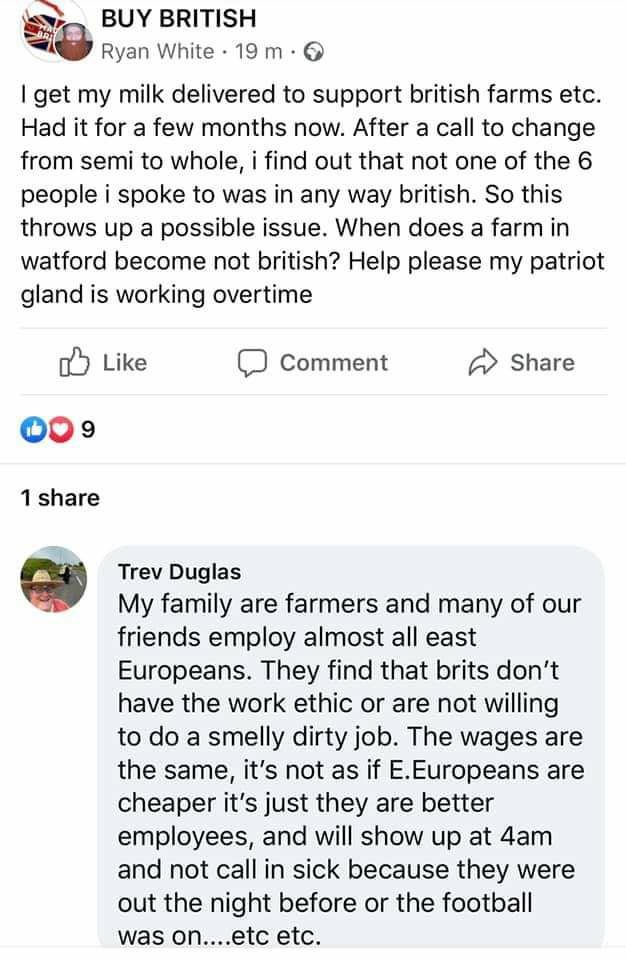 BUY BRITISH
Ryan White · 19 m ·
I get my milk delivered to support british farms etc.
Had it for a few months now. After a call to change
from semi to whole, i find out that not one of the 6
people i spoke to was in any way british. So this
throws up a possible issue. When does a farm in
watford become not british? Help please my patriot
gland is working overtime
Like Comment Share
9
1 share
Trev Duglas
My family are farmers and many of our
friends employ almost all east
Europeans. They find that brits don’t
have the work ethic or are not willing
to do a smelly dirty job. The wages are
the same, it’s not as if E.Europeans are
cheaper it’s just they are better
employees, and will show up at 4am
and not call in sick because they were
out the night before or the football
was on....etc etc.